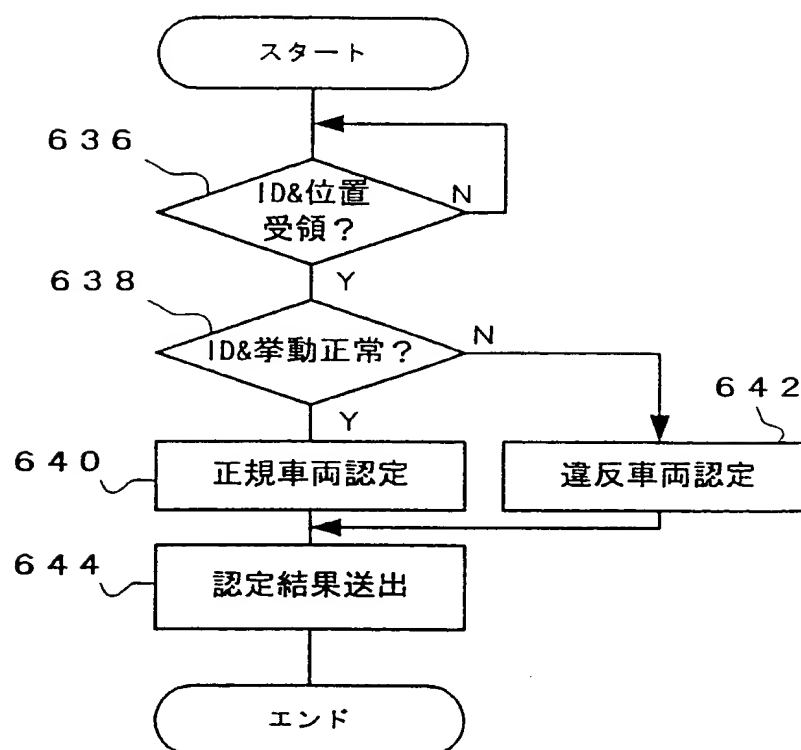 スタート
636
ID&位置
受領？
N
Y
638
ID&挙動正常？
N
Y
642
640
正規車両認定
違反車両認定
644
認定結果送出
エンド